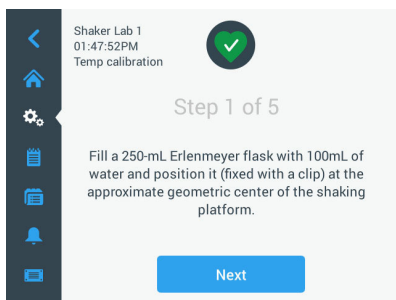 Shaker Lab 1
01:47:52PM
Temp calibration
Step 1 of 5
Fill a 250-mL Erlenmeyer flask with 100mL of
water and position it (fixed with a clip) at the
approximate geometric center of the shaking
platform.
Next